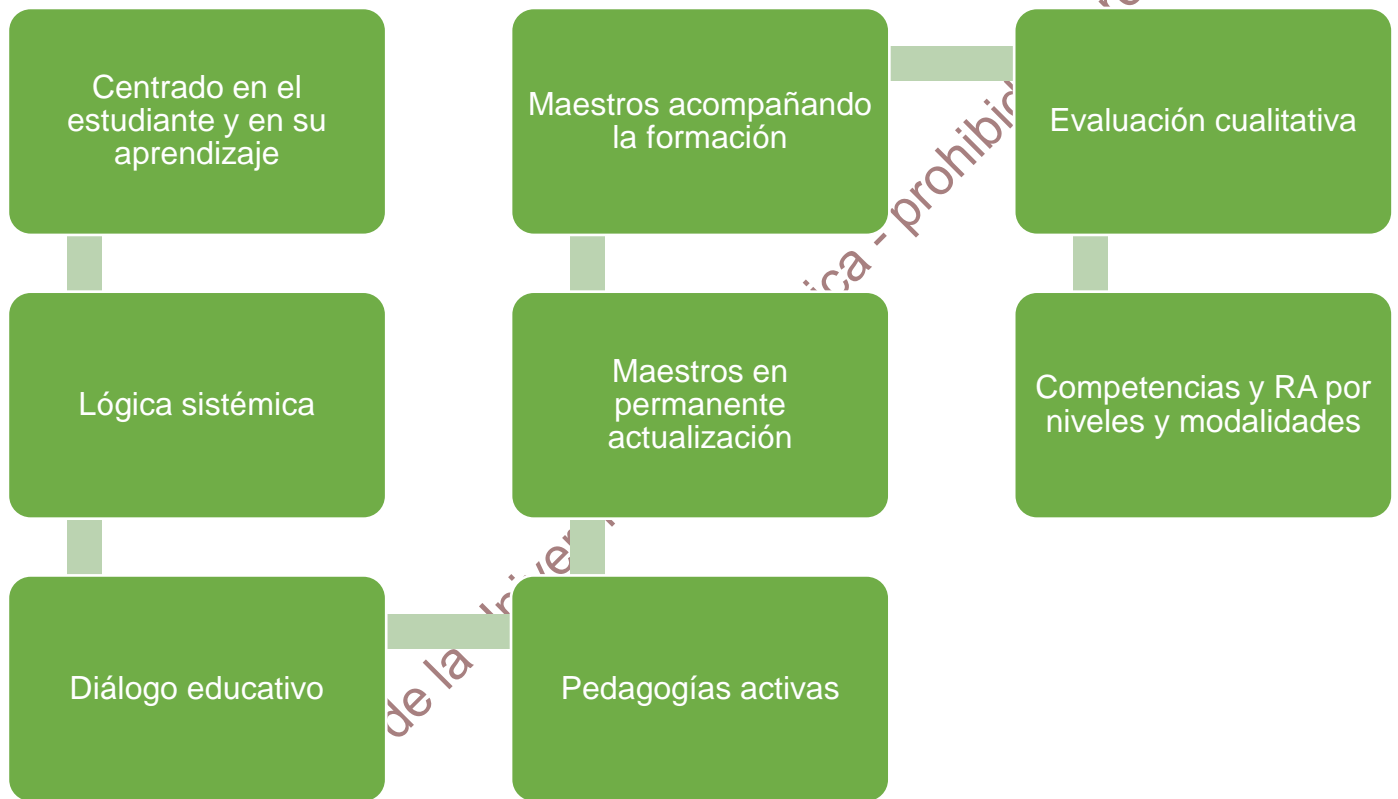 Centrado en el
estudiante y en su
aprendizaje
Lógica sistémica
Diálogo educativo
Pedagogías activas
Maestros en
permanente
actualización
Maestros acompañando
la formación
Evaluación cualitativa
Competencias y RA por
niveles y modalidades
de la
- prohibid